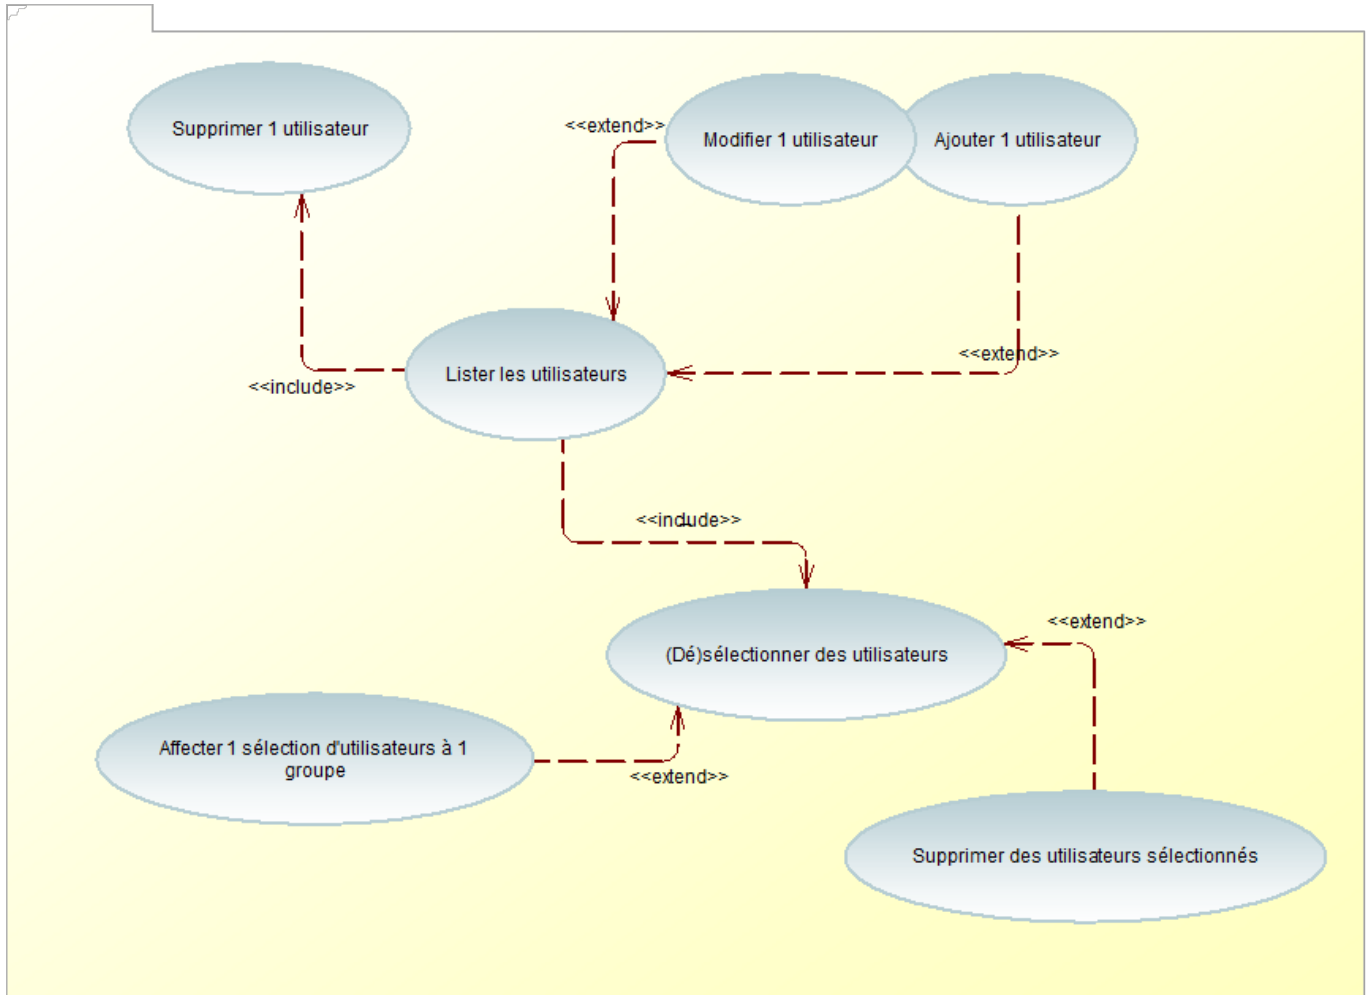 Supprimer 1 utilisateur
<<extend>>
Modifier 1 utilisateur
Ajouter 1 utilisateur
<<extend>>
Lister les utilisateurs
<<include>>
<<include>>
<<extend>>
(Dé)sélectionner des utilisateurs
Affecter 1 sélection d'utilisateurs à 1
groupe
<<extend>>
Supprimer des utilisateurs sélectionnés